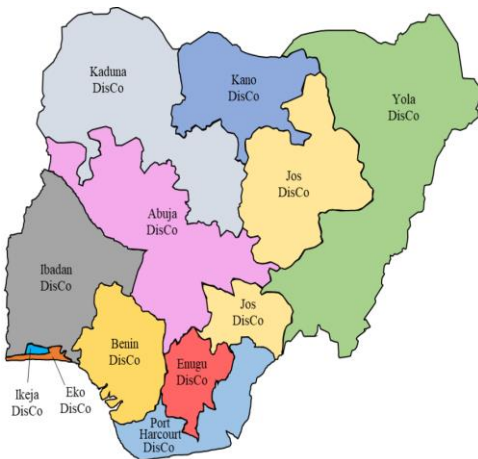 Kaduna
DisCo
Kano
DisCo
Yola
DisCo
Jos
DisCo
Abuja
DisCo
Ibadan
DisCo
Jos
DisCo
Benin
DisCo
Enugu
DisCo
Ikeja
DisCo
Eko
DisCo
Port
Harcourt
DisCo